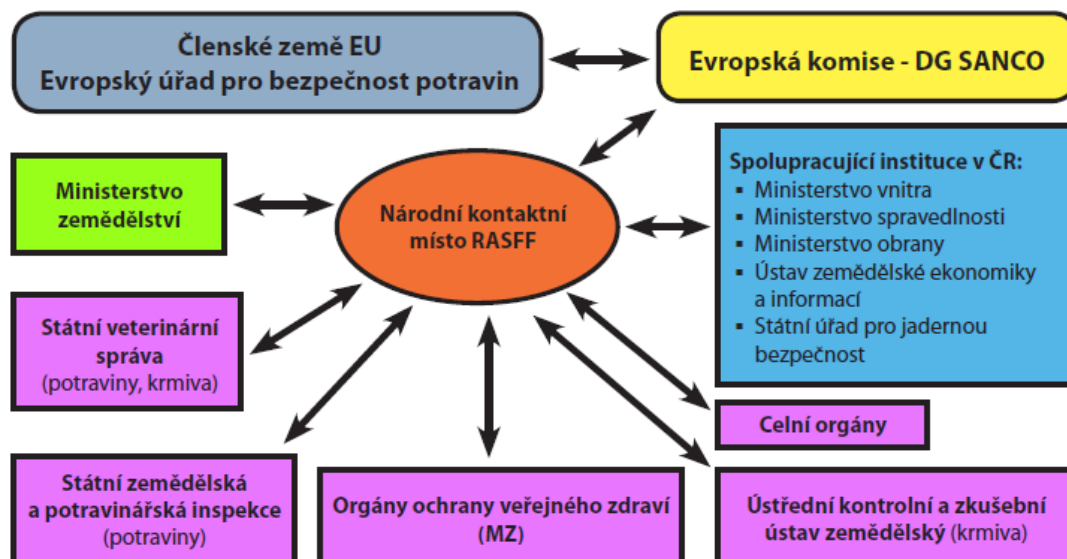 Členské země EU
Evropský úřad pro bezpečnost potravin
Evropská komise - DG SANCO
Ministerstvo
zemědělství
Národní kontaktní
místo RASFF
Spolupracující instituce v ČR:
▪ Ministerstvo vnitra
▪ Ministerstvo spravedlnosti
▪ Ministerstvo obrany
▪ Ústav zemědělské ekonomiky
a informací
▪ Státní úřad pro jadernou
bezpečnost
Státní veterinární
správa
(potraviny, krmiva)
Celní orgány
Státní zemědělská
a potravinářská inspekce
(potraviny)
Orgány ochrany veřejného zdraví
(MZ)
Ústřední kontrolní a zkušební
ústav zemědělský (krmiva)